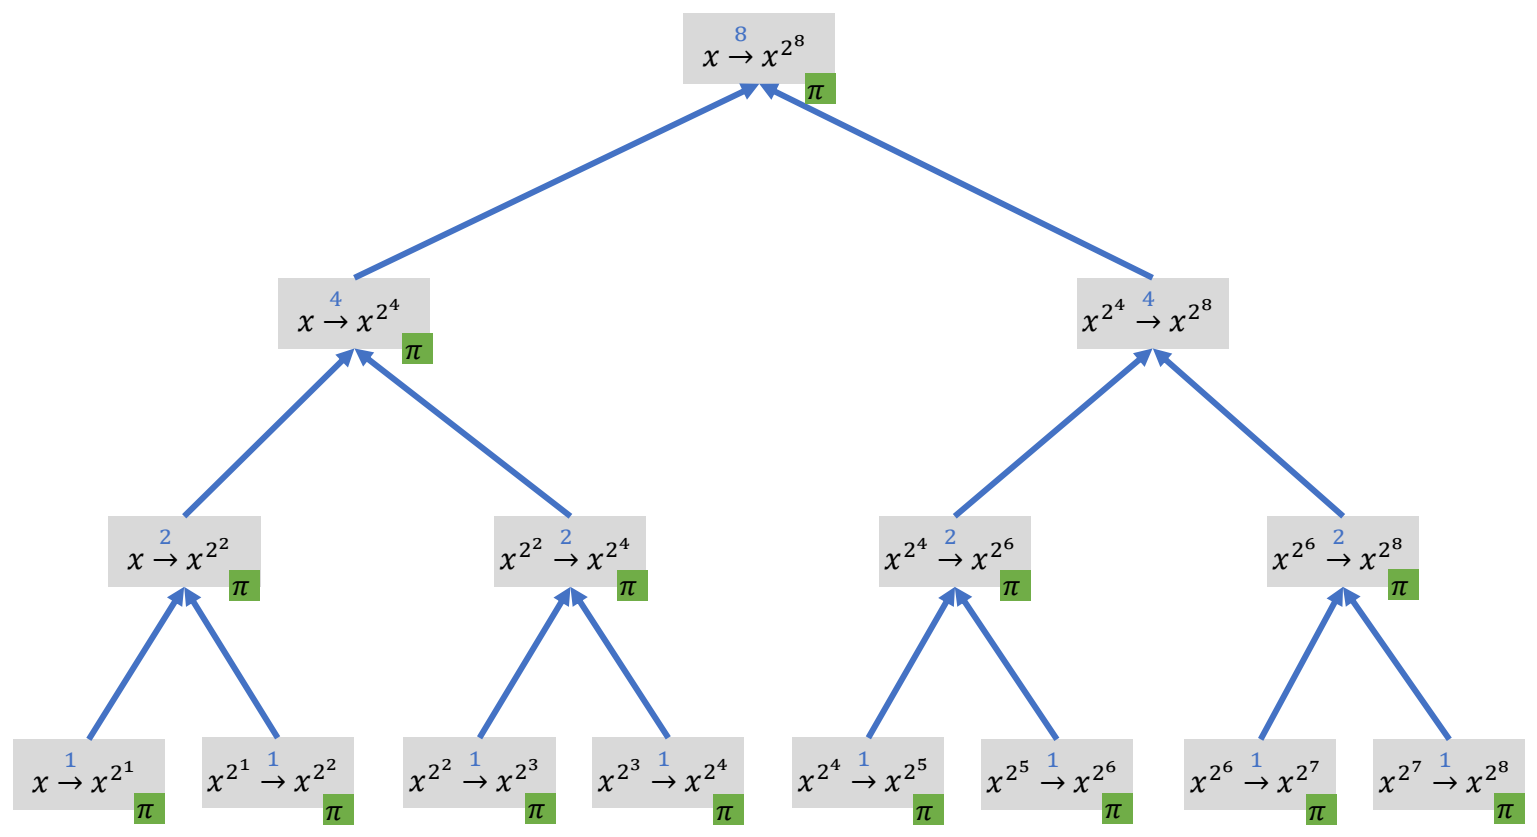 8
x → x^{2^8}
π
4
x → x^{2^4}
π
4
x^{2^4} → x^{2^8}
2
x → x^{2^2}
π
2
x^{2^2} → x^{2^4}
π
2
x^{2^4} → x^{2^6}
π
2
x^{2^6} → x^{2^8}
π
1
x → x^{2^1}
π
1
x^{2^1} → x^{2^2}
π
1
x^{2^2} → x^{2^3}
π
1
x^{2^3} → x^{2^4}
π
1
x^{2^4} → x^{2^5}
π
1
x^{2^5} → x^{2^6}
π
1
x^{2^6} → x^{2^7}
π
1
x^{2^7} → x^{2^8}
π